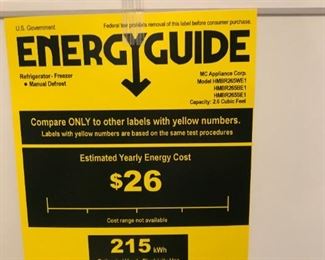 U.S. Government
Federal law prohibits removal of this label before consumer purchase.
ENERGYGUIDE
Refrigerator - Freezer
• Manual Defrost
MC Appliance Corp.
Model HMBR265WE1
HMBR265BE1
HMBR265SE1
Capacity: 2.6 Cubic Feet
Compare ONLY to other labels with yellow numbers.
Labels with yellow numbers are based on the same test procedures
Estimated Yearly Energy Cost
$26
Cost range not available
215 kWh